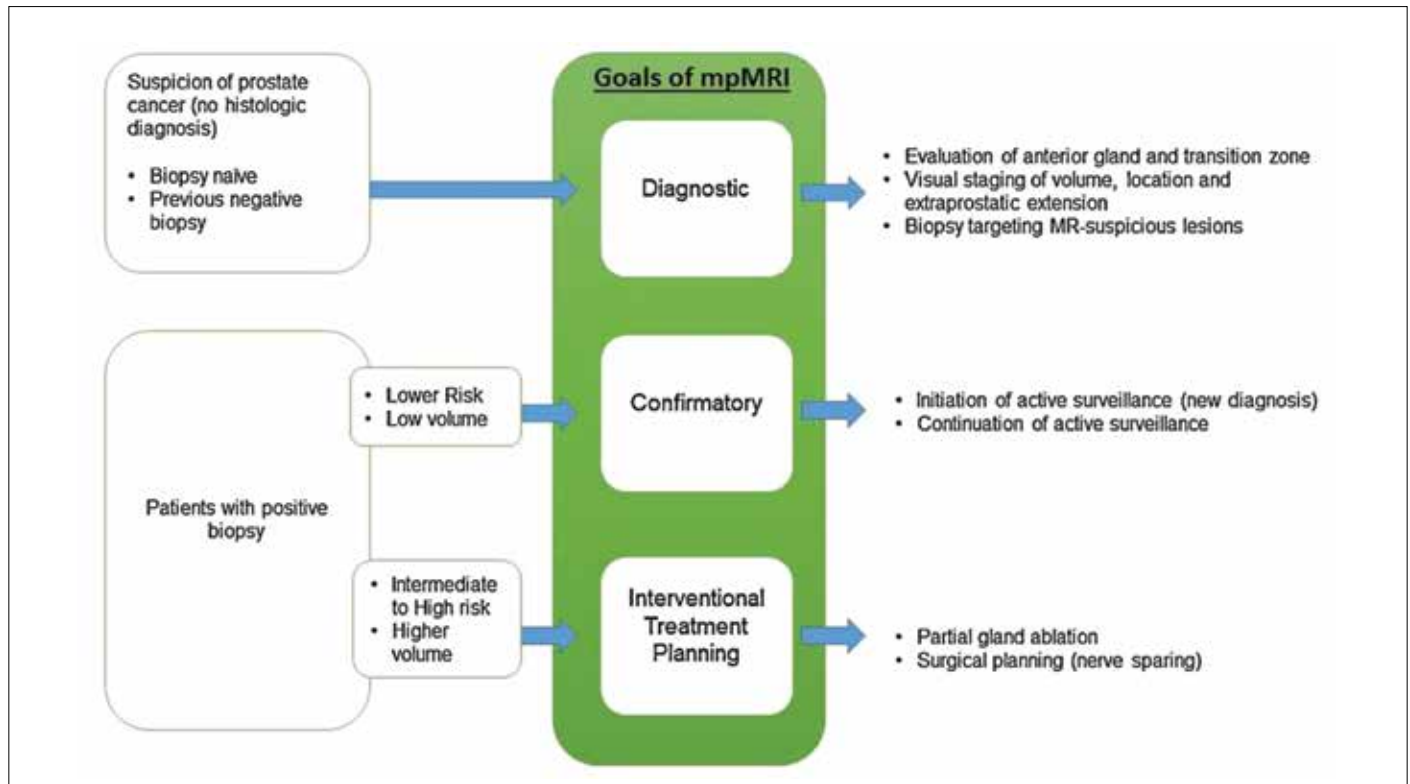 Suspicion of prostate
cancer (no histologic
diagnosis)
• Biopsy naïve
• Previous negative
biopsy
Goals of mpMRI
Diagnostic
• Evaluation of anterior gland and transition zone
• Visual staging of volume, location and
extraprostatic extension
• Biopsy targeting MR-suspicious lesions
Patients with positive
biopsy
• Lower Risk
• Low volume
Confirmatory
• Initiation of active surveillance (new diagnosis)
• Continuation of active surveillance
• Intermediate
to High risk
• Higher
volume
Interventional
Treatment
Planning
• Partial gland ablation
• Surgical planning (nerve sparing)